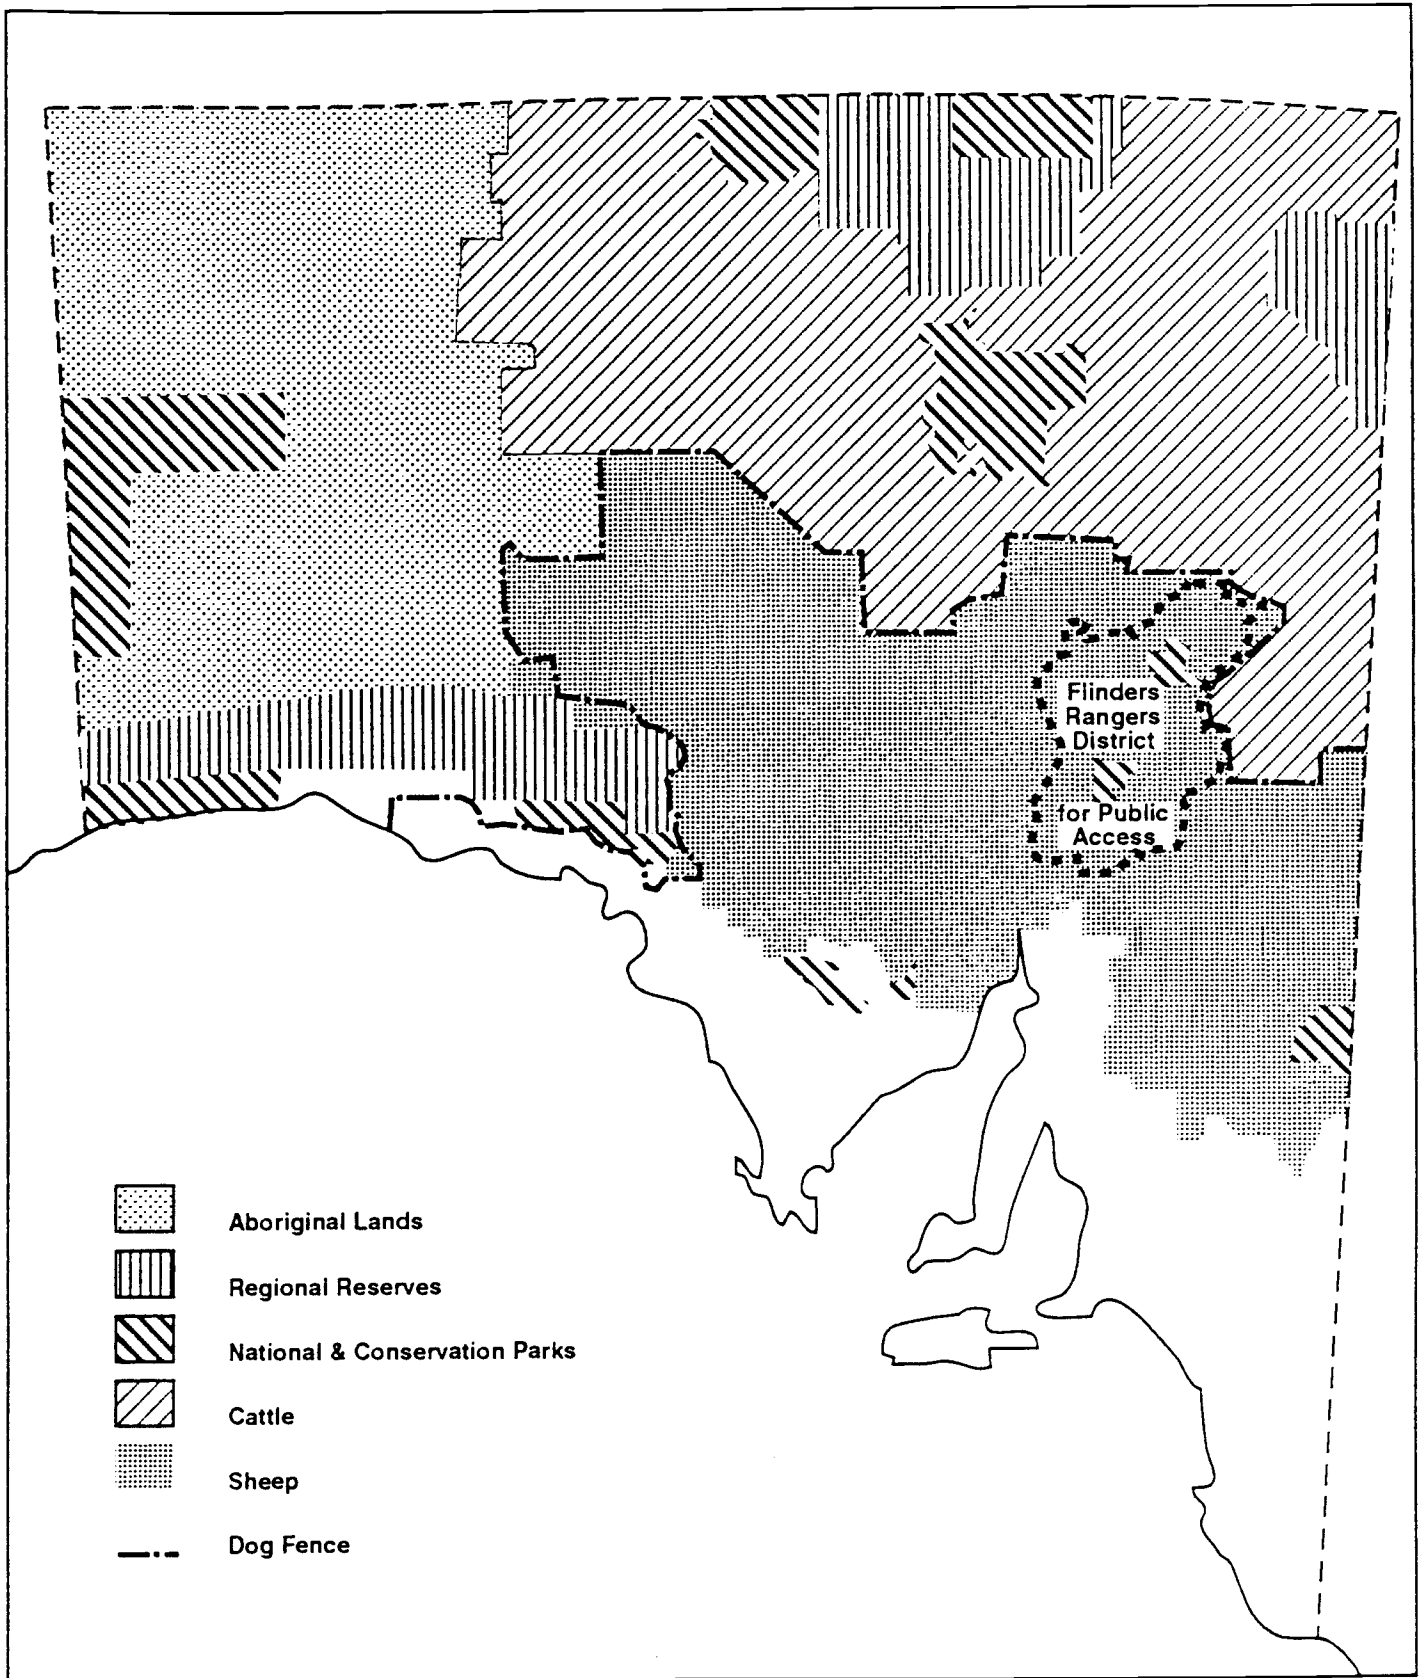 Flinders
Rangers
District
for Public
Access
Aboriginal Lands
Regional Reserves
National & Conservation Parks
Cattle
Sheep
Dog Fence